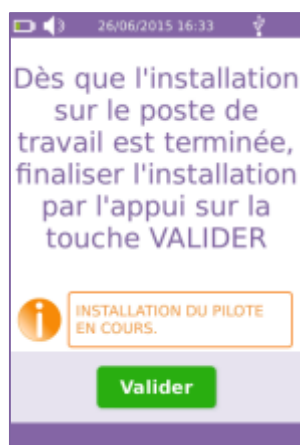 26/06/2015 16:33
Dès que l'installation
sur le poste de
travail est terminée,
finaliser l'installation
par l'appui sur la
touche VALIDER
INSTALLATION DU PILOTE
EN COURS.
Valider